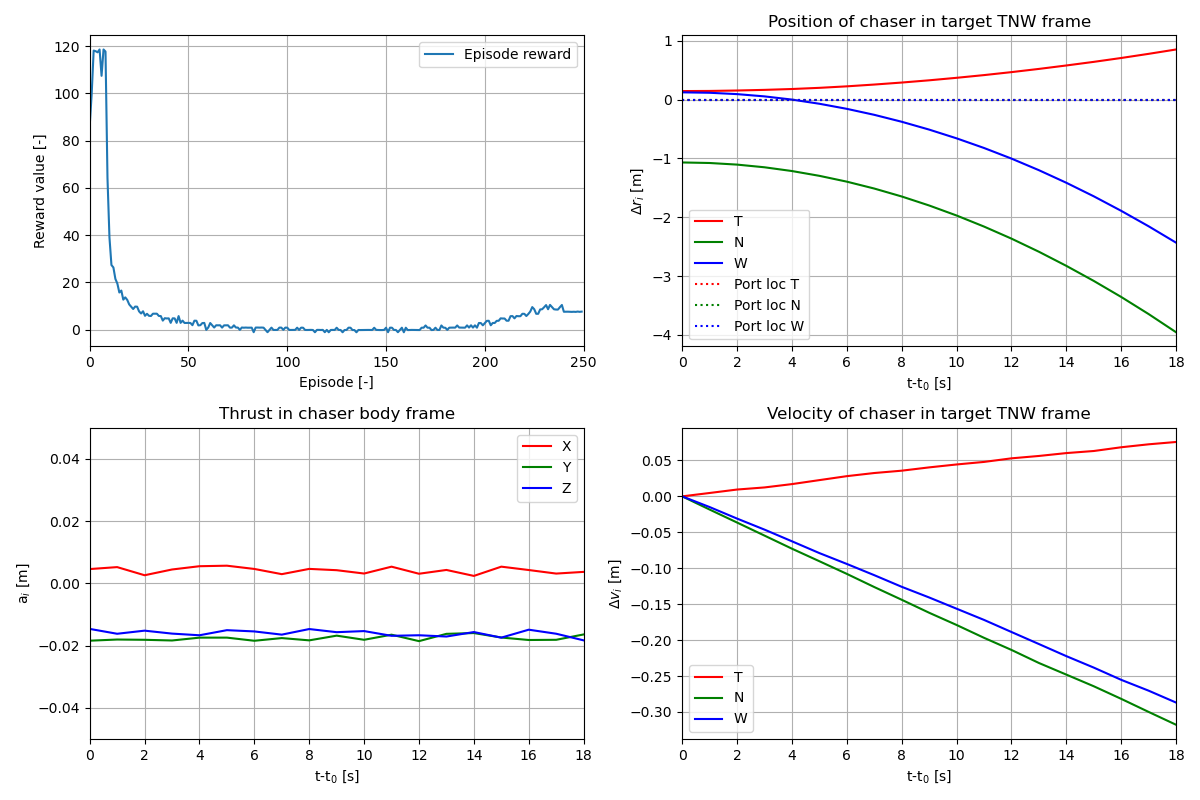 120
100
80
60
40
20
0
Reward value [-]
Episode reward
0 50 100 150 200 250
Episode [-]
Position of chaser in target TNW frame
1
0
−1
−2
−3
−4
Δr_i [m]
T
N
W
Port loc T
Port loc N
Port loc W
0 2 4 6 8 10 12 14 16 18
t-t_0 [s]
Thrust in chaser body frame
0.04
0.02
0.00
−0.02
−0.04
a_i [m]
X
Y
Z
0 2 4 6 8 10 12 14 16 18
t-t_0 [s]
Velocity of chaser in target TNW frame
0.05
0.00
−0.05
−0.10
−0.15
−0.20
−0.25
−0.30
Δv_i [m]
T
N
W
0 2 4 6 8 10 12 14 16 18
t-t_0 [s]